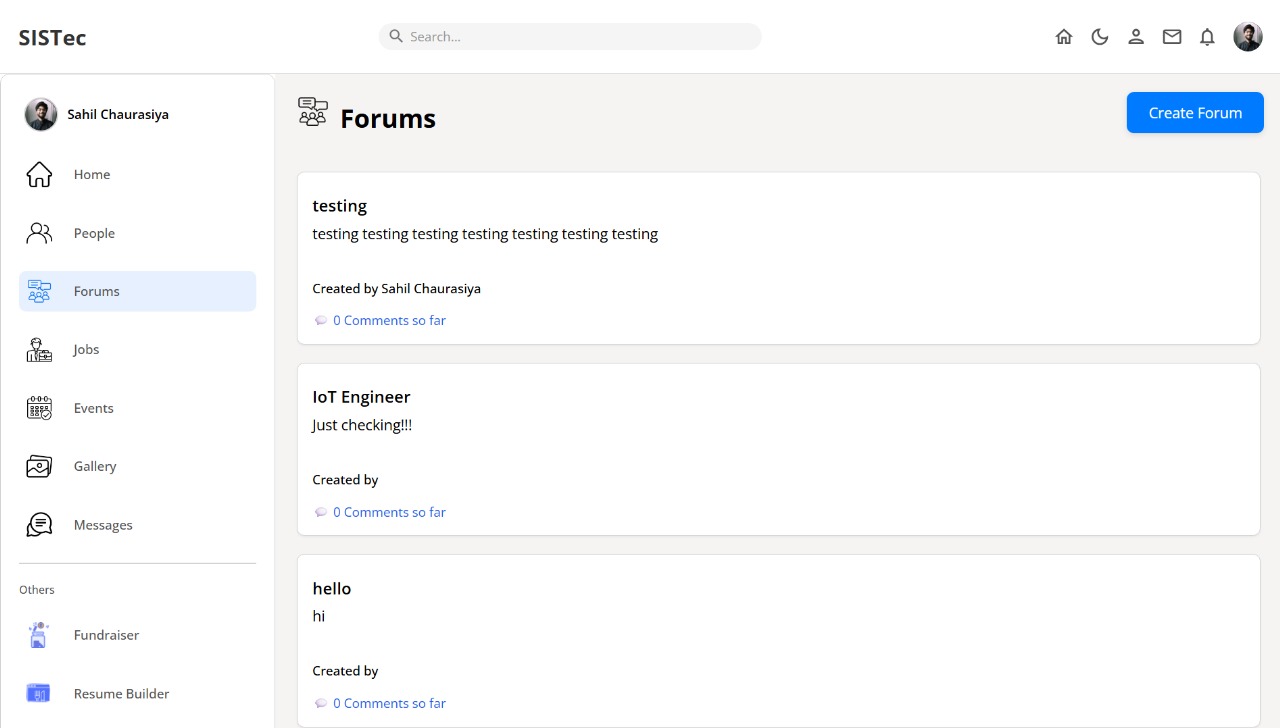 SISTec
Search...
Sahil Chaurasiya
Home
People
Forums
Jobs
Events
Gallery
Messages
Others
Fundraiser
Resume Builder
Forums
Create Forum
testing
testing testing testing testing testing testing testing
Created by Sahil Chaurasiya
0 Comments so far
IoT Engineer
Just checking!!!
Created by
0 Comments so far
hello
hi
Created by
0 Comments so far